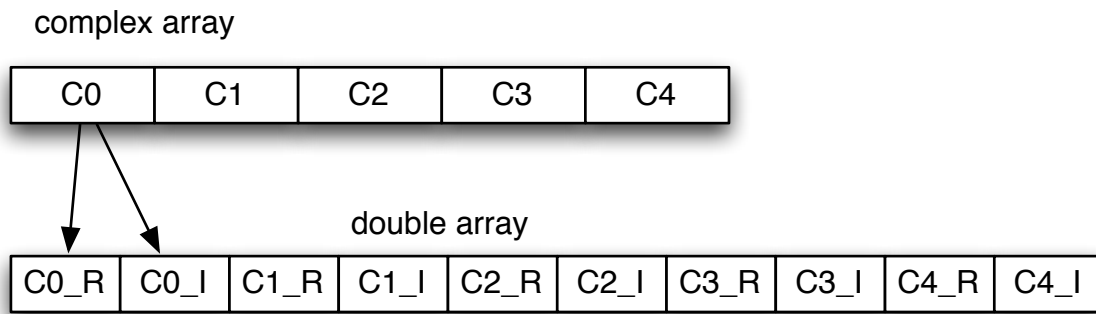 complex array
C0 C1 C2 C3 C4
double array
C0_R C0_I C1_R C1_I C2_R C2_I C3_R C3_I C4_R C4_I